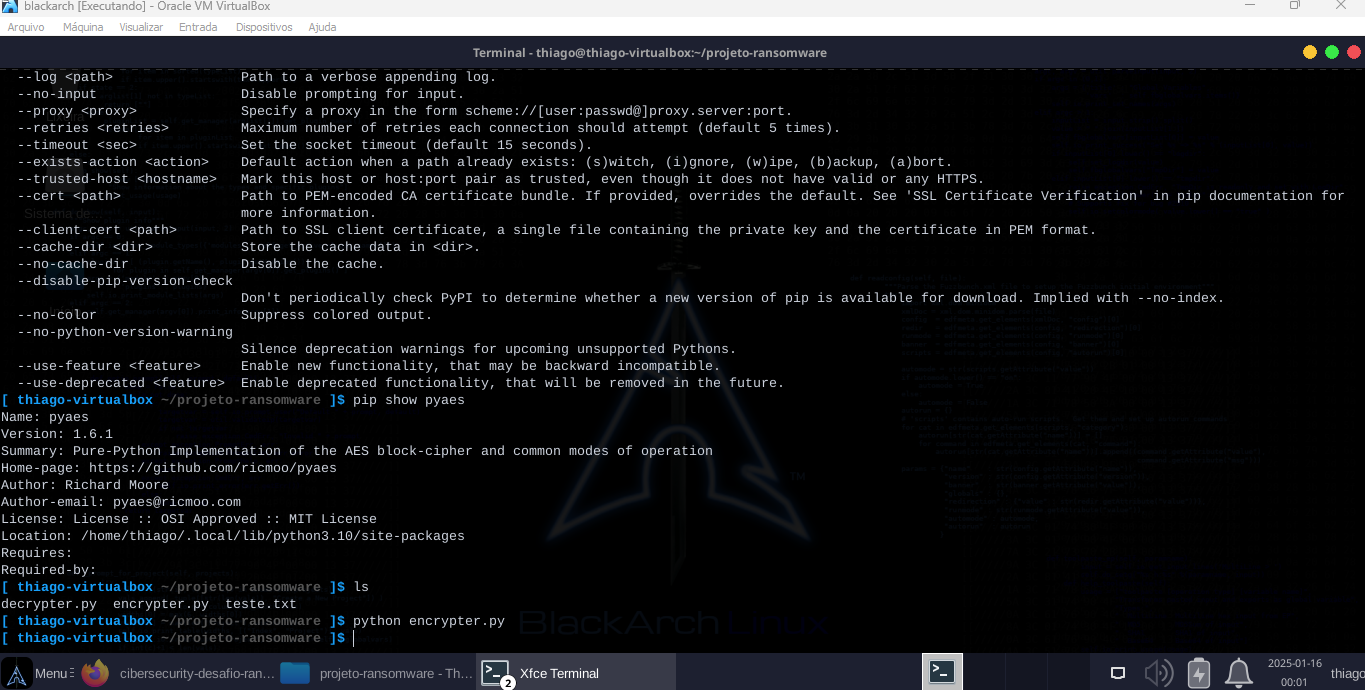 blackarch [Executando] - Oracle VM VirtualBox
Arquivo Máquina Visualizar Entrada Dispositivos Ajuda
Terminal - thiago@thiago-virtualbox:~/projeto-ransomware
--log <path> Path to a verbose appending log.
--no-input Disable prompting for input.
--proxy <proxy> Specify a proxy in the form scheme://[user:passwd@]proxy.server:port.
--retries <retries> Maximum number of retries each connection should attempt (default 5 times).
--timeout <sec> Set the socket timeout (default 15 seconds).
--exists-action <action> Default action when a path already exists: (s)witch, (i)gnore, (w)ipe, (b)ackup, (a)bort.
--trusted-host <hostname> Mark this host or host:port pair as trusted, even though it does not have valid or any HTTPS.
--cert <path> Path to PEM-encoded CA certificate bundle. If provided, overrides the default. See 'SSL Certificate Verification' in pip documentation for
more information.
--client-cert <path> Path to SSL client certificate, a single file containing the private key and the certificate in PEM format.
--cache-dir <dir> Store the cache data in <dir>.
--no-cache-dir Disable the cache.
--disable-pip-version-check
Don't periodically check PyPI to determine whether a new version of pip is available for download. Implied with --no-index.
--no-color Suppress colored output.
--no-python-version-warning
Silence deprecation warnings for upcoming unsupported Pythons.
--use-feature <feature> Enable new functionality, that may be backward incompatible.
--use-deprecated <feature> Enable deprecated functionality, that will be removed in the future.
[ thiago-virtualbox ~/projeto-ransomware ]$ pip show pyaes
Name: pyaes
Version: 1.6.1
Summary: Pure-Python Implementation of the AES block-cipher and common modes of operation
Home-page: https://github.com/ricmoo/pyaes
Author: Richard Moore
Author-email: pyaes@ricmoo.com
License: License :: OSI Approved :: MIT License
Location: /home/thiago/.local/lib/python3.10/site-packages
Requires:
Required-by:
[ thiago-virtualbox ~/projeto-ransomware ]$ ls
decrypter.py encrypter.py teste.txt
[ thiago-virtualbox ~/projeto-ransomware ]$ python encrypter.py
[ thiago-virtualbox ~/projeto-ransomware ]$
Sistema de...
BlackArch
Menu cibersecurity-desafio-ran... projeto-ransomware - Th... 2 Xfce Terminal 2025-01-16
00:01 thiago